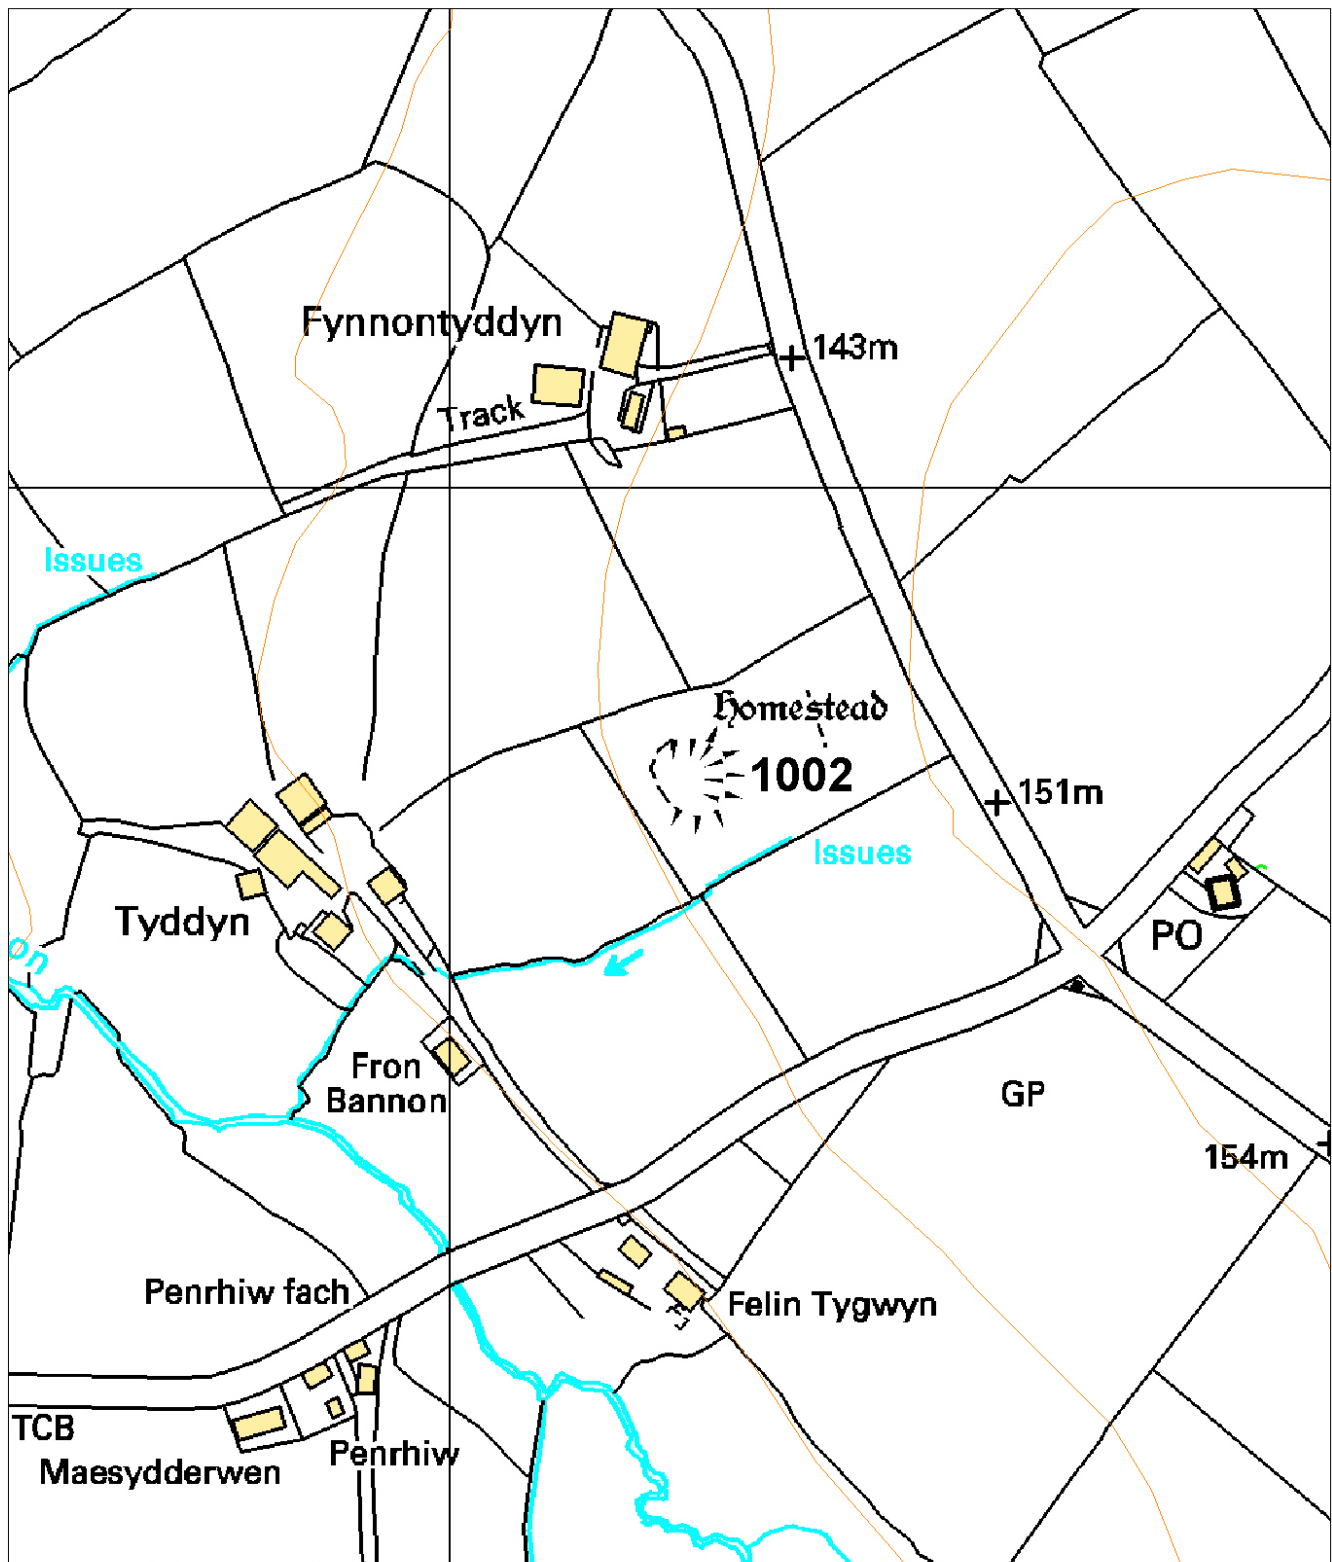 Fynnontyddyn
143m
Track
Issues
Homestead
1002
151m
Issues
Tyddyn
PO
on
Fron
Bannon
GP
154m
Penrhiw fach
Felin Tygwyn
TCB
Penrhiw
Maesydderwen